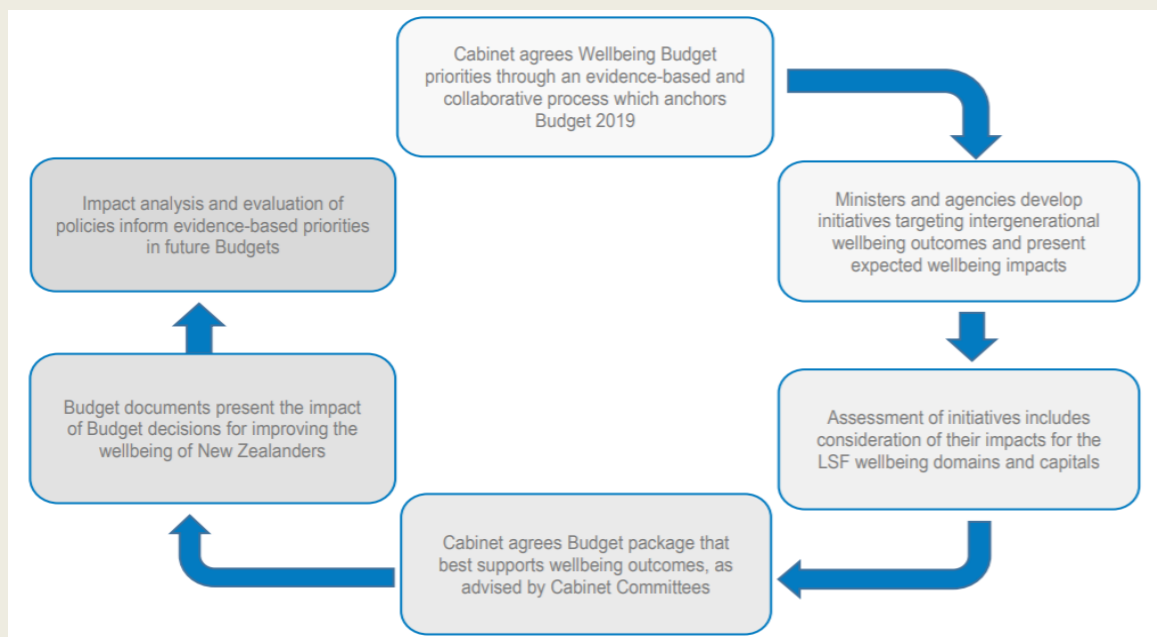 Cabinet agrees Wellbeing Budget
priorities through an evidence-based and
collaborative process which anchors
Budget 2019
Ministers and agencies develop
initiatives targeting intergenerational
wellbeing outcomes and present
expected wellbeing impacts
Assessment of initiatives includes
consideration of their impacts for the
LSF wellbeing domains and capitals
Cabinet agrees Budget package that
best supports wellbeing outcomes, as
advised by Cabinet Committees
Budget documents present the impact
of Budget decisions for improving the
wellbeing of New Zealanders
Impact analysis and evaluation of
policies inform evidence-based priorities
in future Budgets